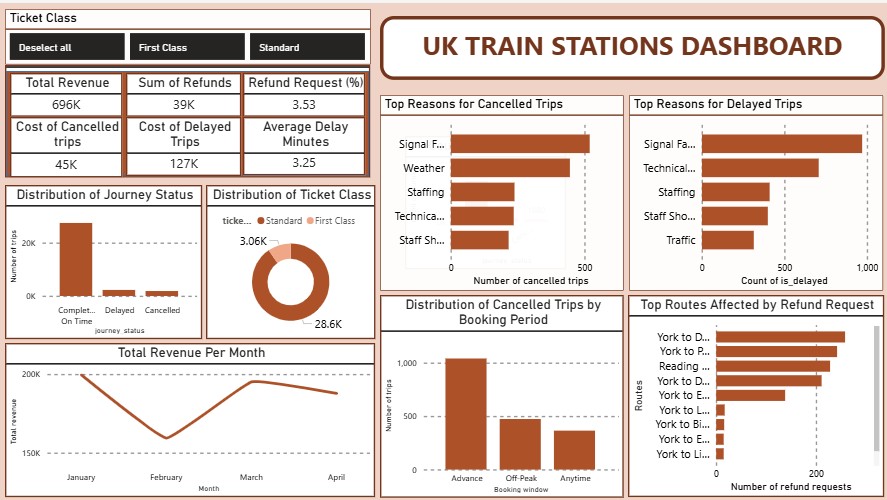 Ticket Class
Deselect all
First Class
Standard
UK TRAIN STATIONS DASHBOARD
Total Revenue
Sum of Refunds
Refund Request (%)
696K
39K
3.53
Cost of Cancelled
trips
Cost of Delayed
Trips
Average Delay
Minutes
45K
127K
3.25
Top Reasons for Cancelled Trips
Signal F...
Weather
Staffing
Technica...
Staff Sh...
0
500
Number of cancelled trips
Top Reasons for Delayed Trips
Signal Fa...
Technical...
Staffing
Staff Sho...
Traffic
0
500
1,000
Count of is_delayed
Distribution of Journey Status
Number of trips
20K
0K
Complet...
On Time
Delayed
Cancelled
journey_status
Distribution of Ticket Class
ticke...
Standard
First Class
3.06K
28.6K
Distribution of Cancelled Trips by
Booking Period
Number of trips
1,000
500
0
Advance
Off-Peak
Anytime
Booking window
Top Routes Affected by Refund Request
Routes
York to D...
York to P...
Reading ...
York to D...
York to E...
York to L...
York to Bi...
York to E...
York to Li...
0
200
Number of refund requests
Total Revenue Per Month
Total revenue
200K
150K
January
February
March
April
Month